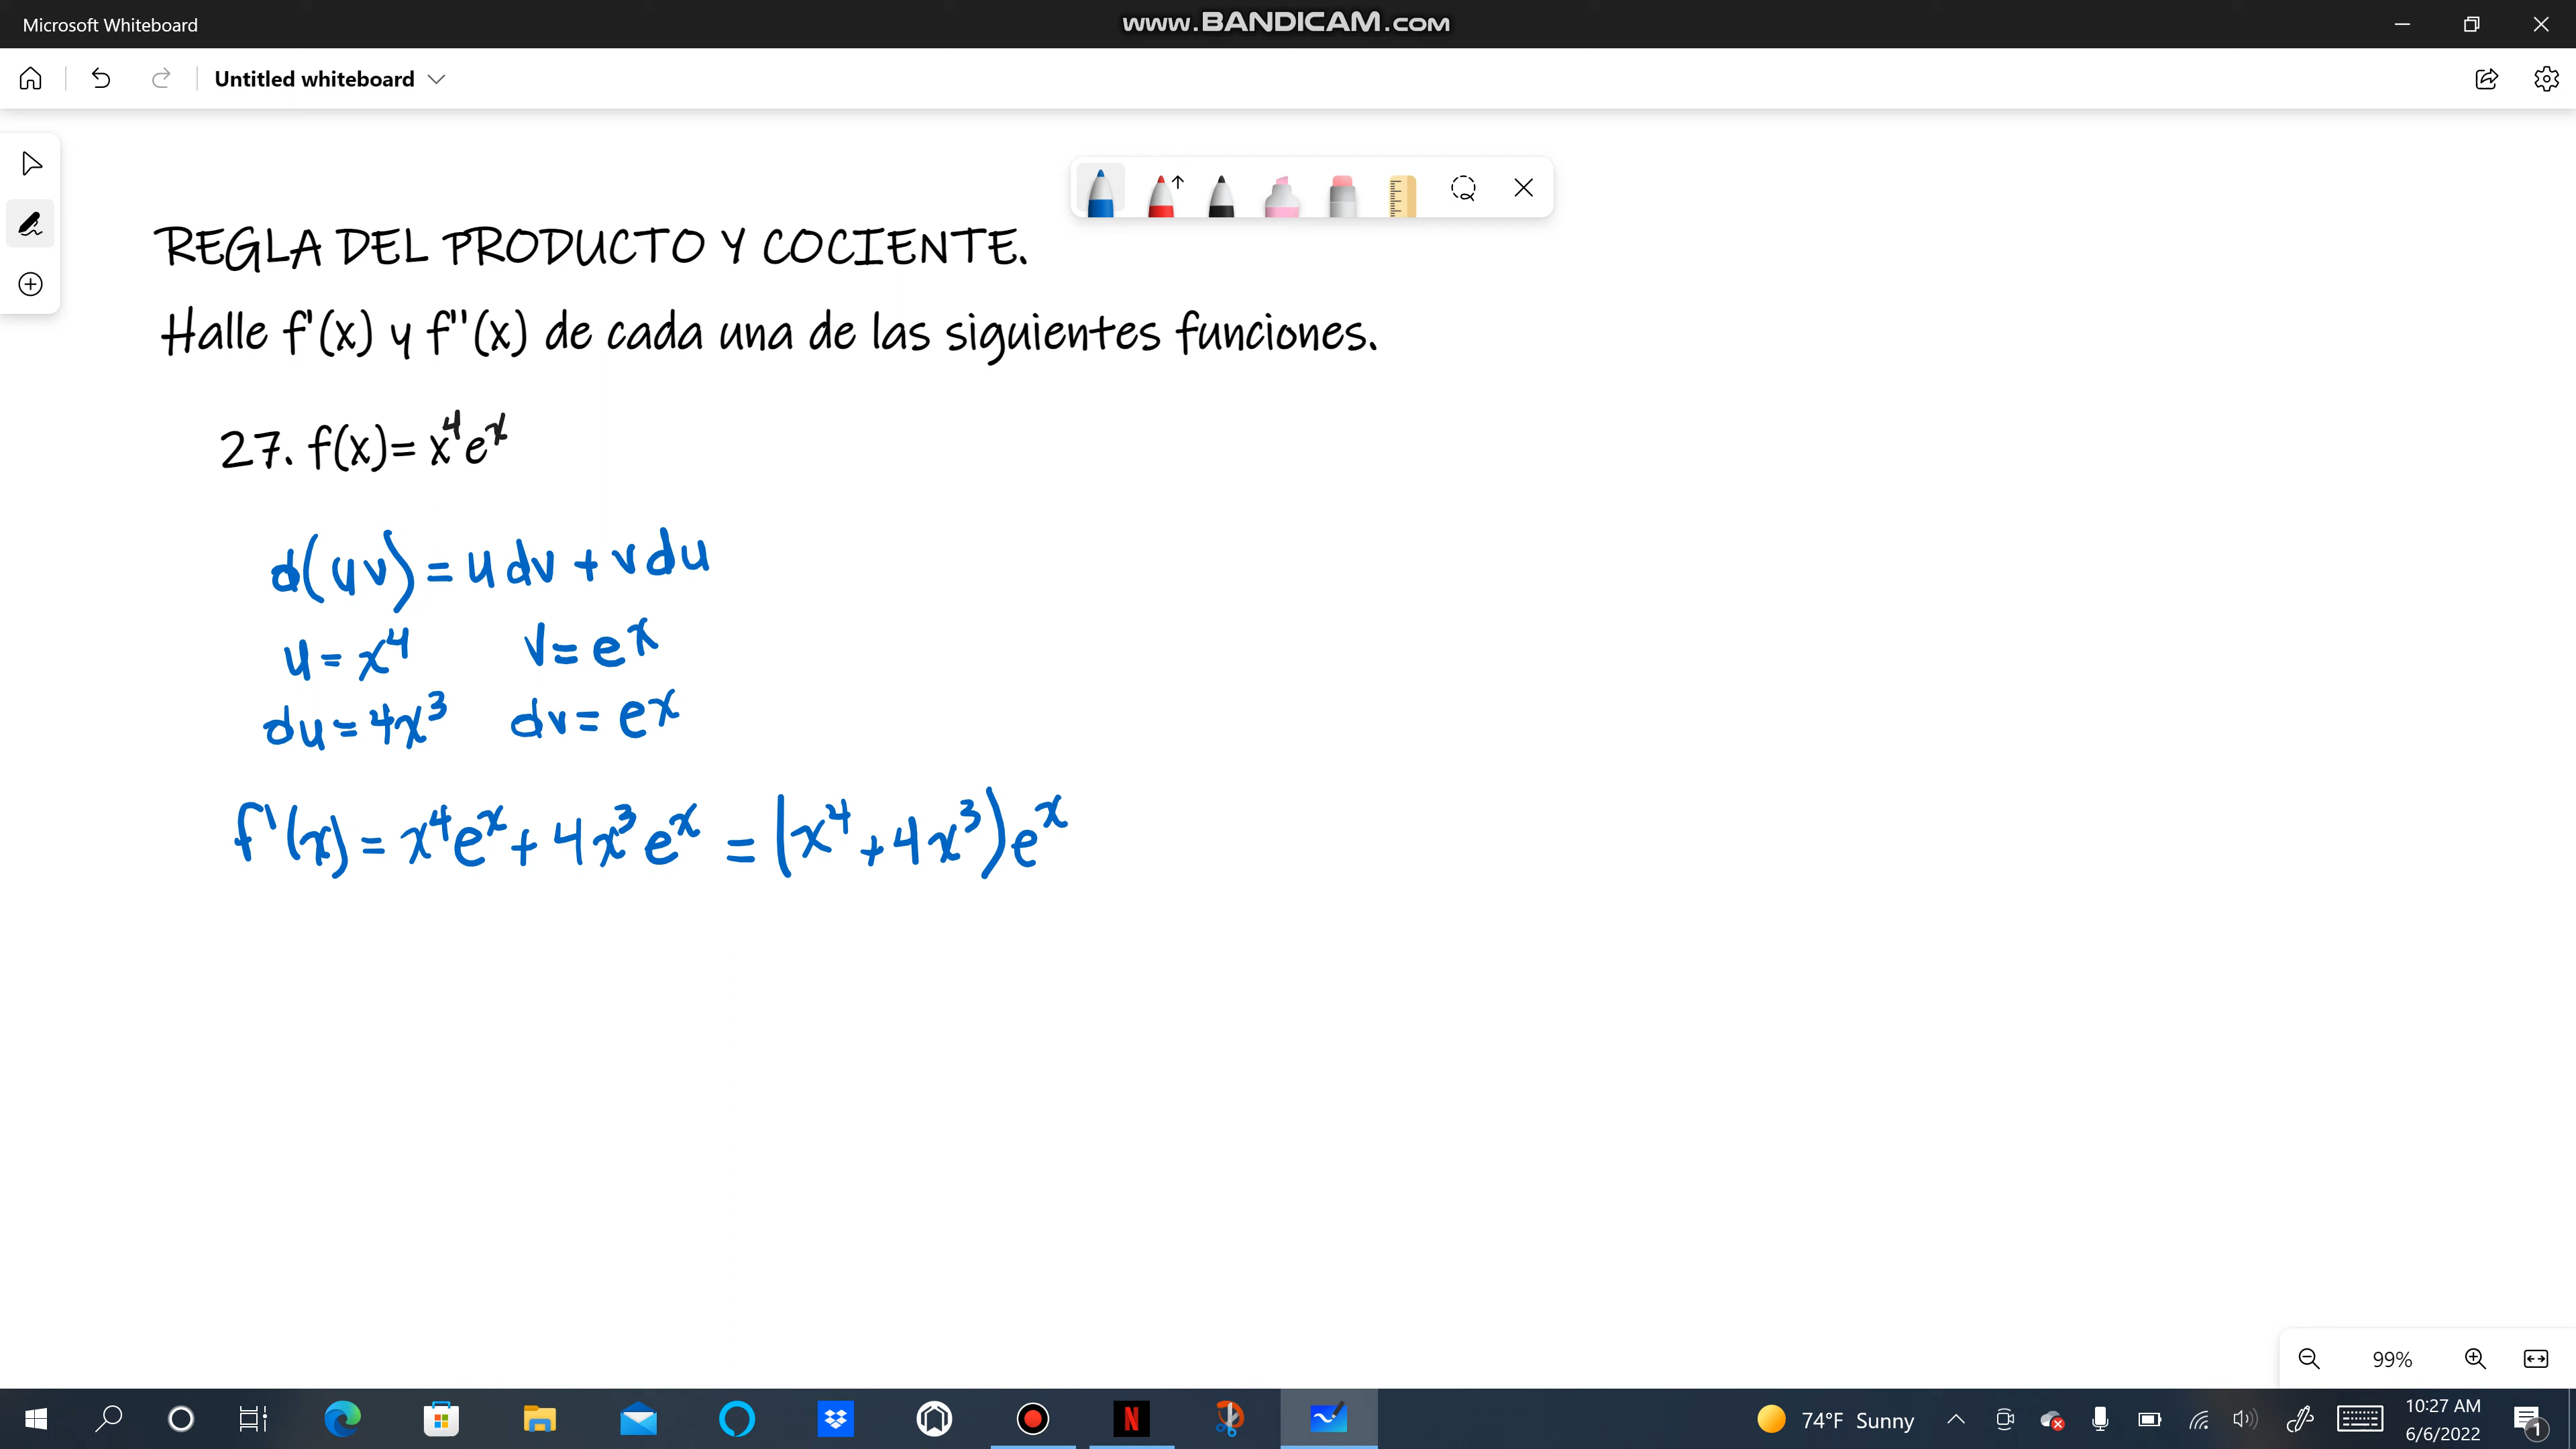 Microsoft Whiteboard
www.BANDICAM.com
Untitled whiteboard
REGLA DEL PRODUCTO Y COCIENTE.
Halle f'(x) y f''(x) de cada una de las siguientes funciones.
27. f(x)= x⁴eˣ
d(uv) = u dv + v du
u = x⁴ v = eˣ
du = 4x³ dv = eˣ
f'(x) = x⁴eˣ + 4x³eˣ = (x⁴ + 4x³)eˣ
99%
74°F Sunny
10:27 AM
6/6/2022
1